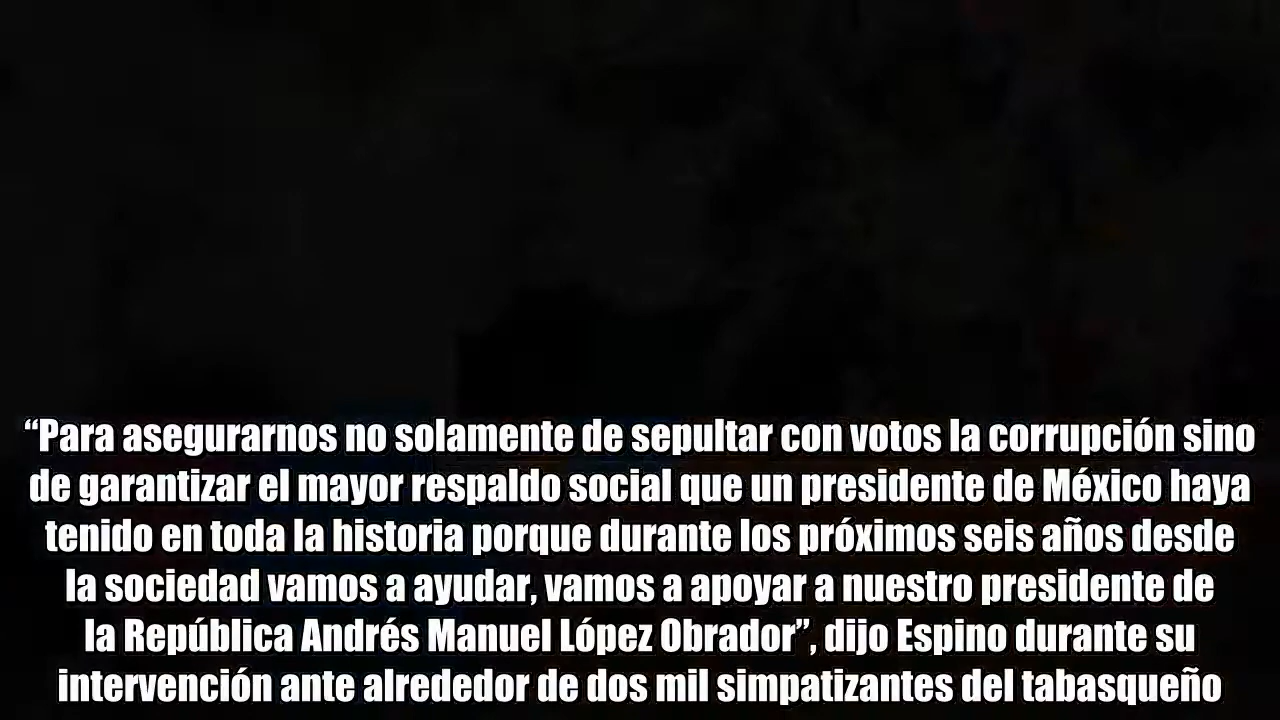 “Para asegurarnos no solamente de sepultar con votos la corrupción sino
de garantizar el mayor respaldo social que un presidente de México haya
tenido en toda la historia porque durante los próximos seis años desde
la sociedad vamos a ayudar, vamos a apoyar a nuestro presidente de
la República Andrés Manuel López Obrador”, dijo Espino durante su
intervención ante alrededor de dos mil simpatizantes del tabasqueño